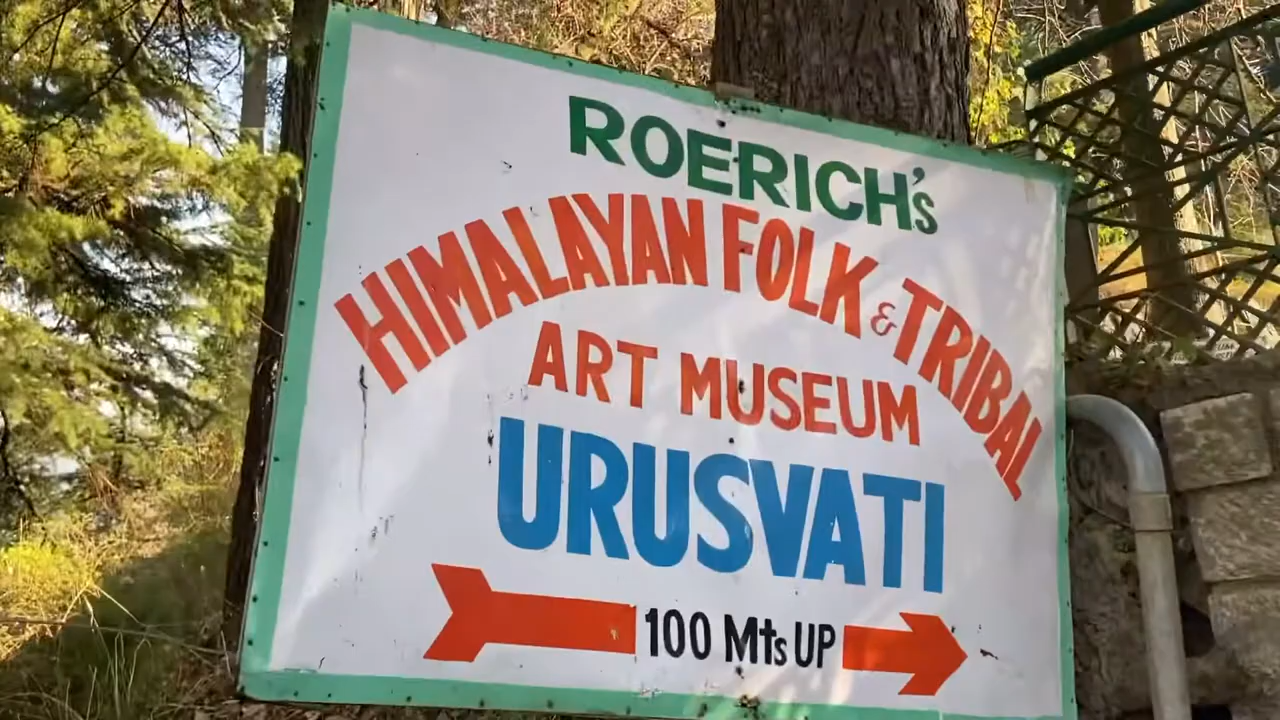 ROERICH's
HIMALAYAN FOLK & TRIBAL
ART MUSEUM
URUSVATI
100 Mts UP